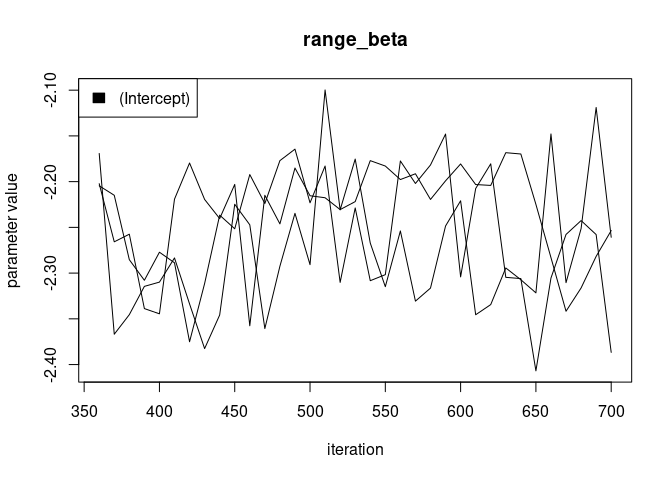 range_beta
(Intercept)
parameter value
-2.10
-2.20
-2.30
-2.40
350 400 450 500 550 600 650 700
iteration